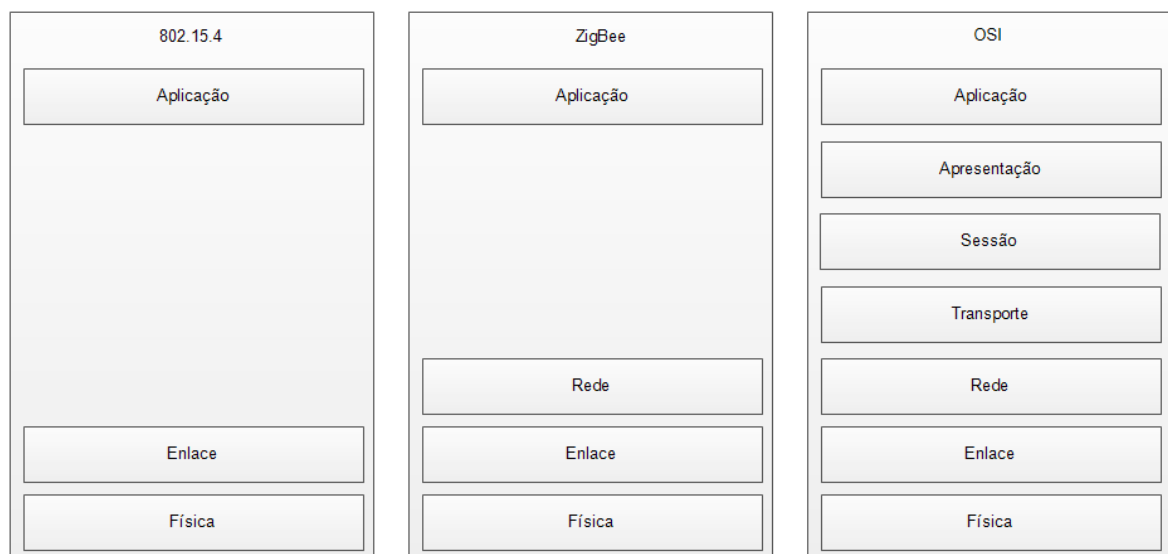 802.15.4
Aplicação
Enlace
Física
ZigBee
Aplicação
Rede
Enlace
Física
OSI
Aplicação
Apresentação
Sessão
Transporte
Rede
Enlace
Física